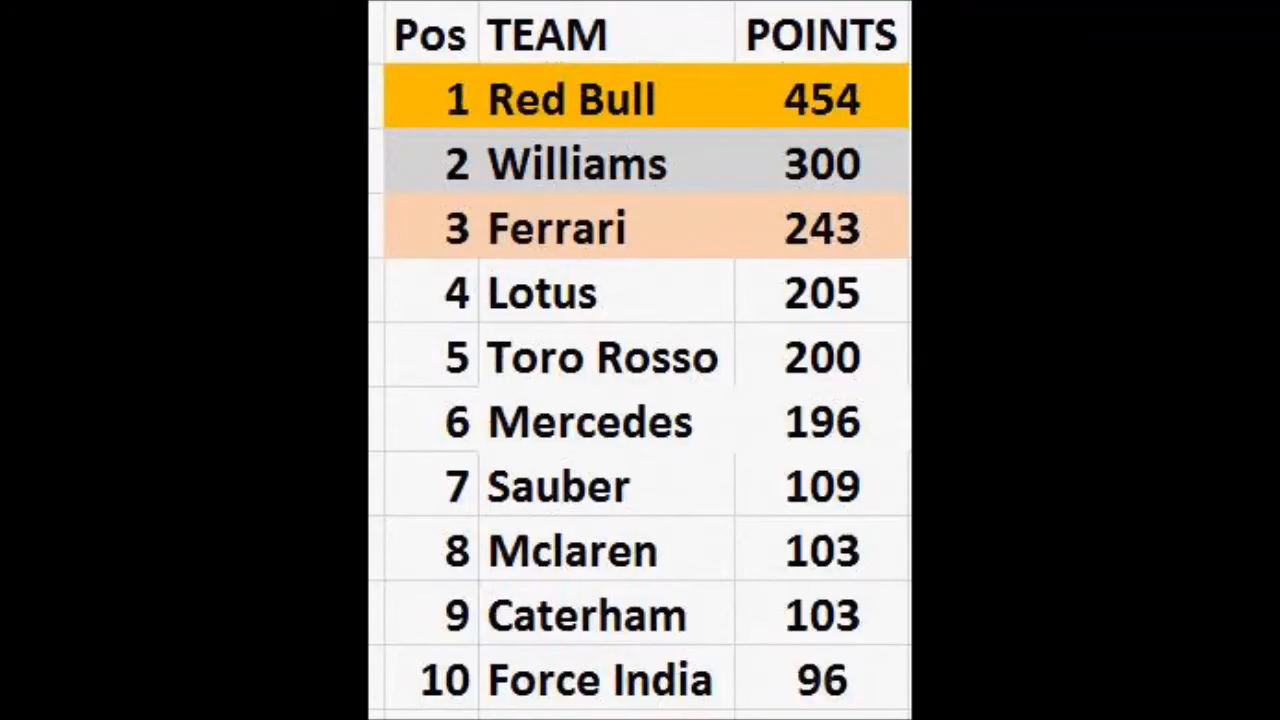 Pos TEAM POINTS
1 Red Bull 454
2 Williams 300
3 Ferrari 243
4 Lotus 205
5 Toro Rosso 200
6 Mercedes 196
7 Sauber 109
8 Mclaren 103
9 Caterham 103
10 Force India 96